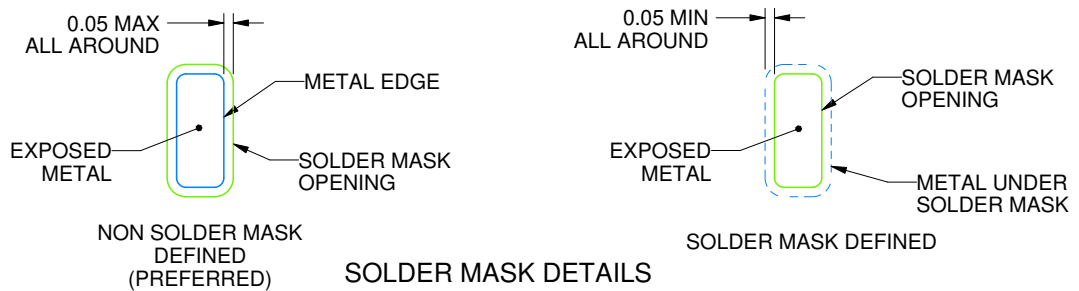 0.05 MAX
ALL AROUND
METAL EDGE
EXPOSED
METAL
SOLDER MASK
OPENING
NON SOLDER MASK
DEFINED
(PREFERRED)
0.05 MIN
ALL AROUND
SOLDER MASK
OPENING
EXPOSED
METAL
METAL UNDER
SOLDER MASK
SOLDER MASK DEFINED
SOLDER MASK DETAILS